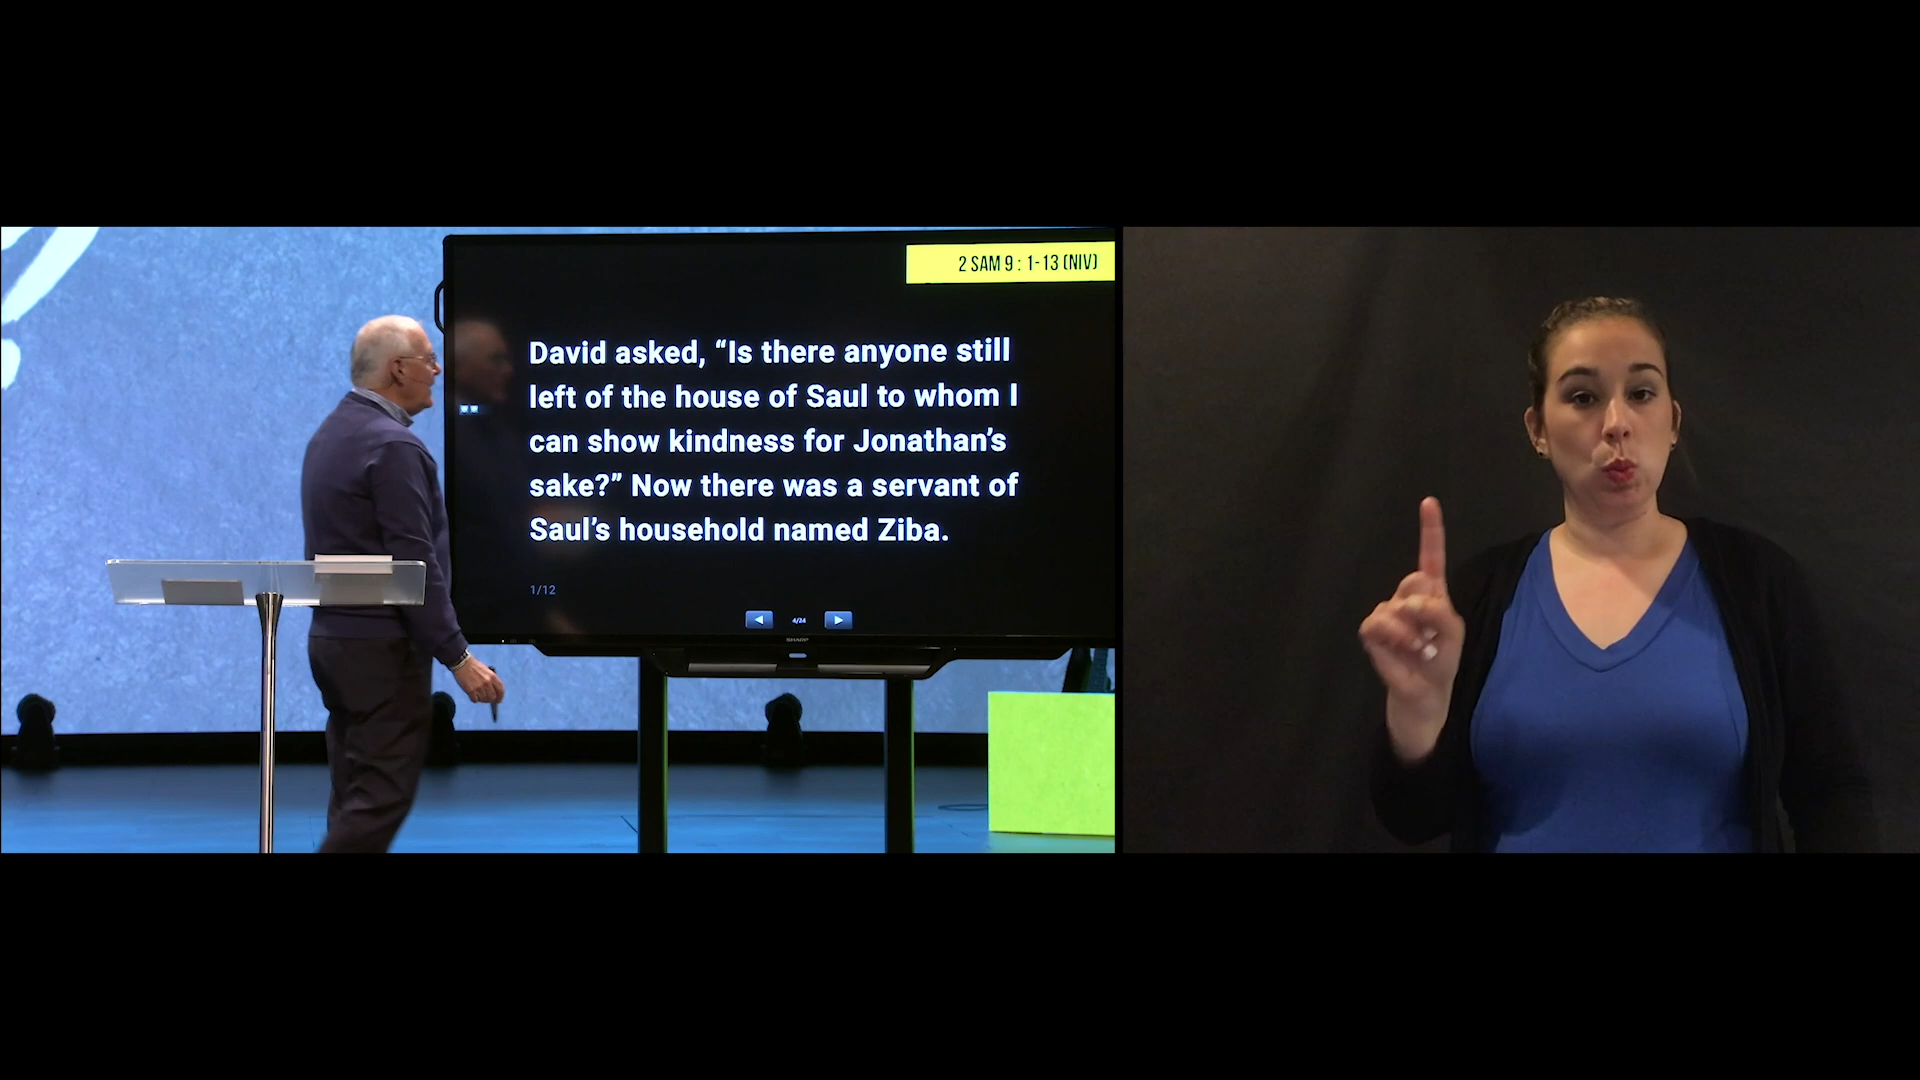 2 SAM 9 : 1-13 (NIV)
David asked, “Is there anyone still
left of the house of Saul to whom I
can show kindness for Jonathan’s
sake?” Now there was a servant of
Saul’s household named Ziba.
1/12
4/24
SHARP